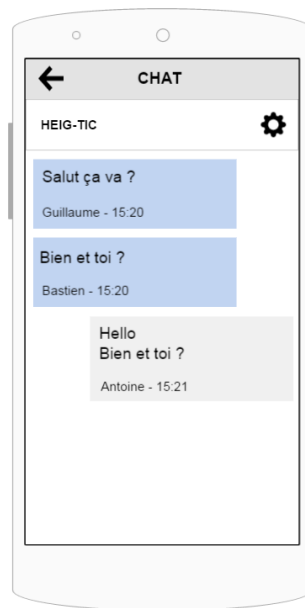 CHAT
HEIG-TIC
Salut ça va ?
Guillaume - 15:20
Bien et toi ?
Bastien - 15:20
Hello
Bien et toi ?
Antoine - 15:21